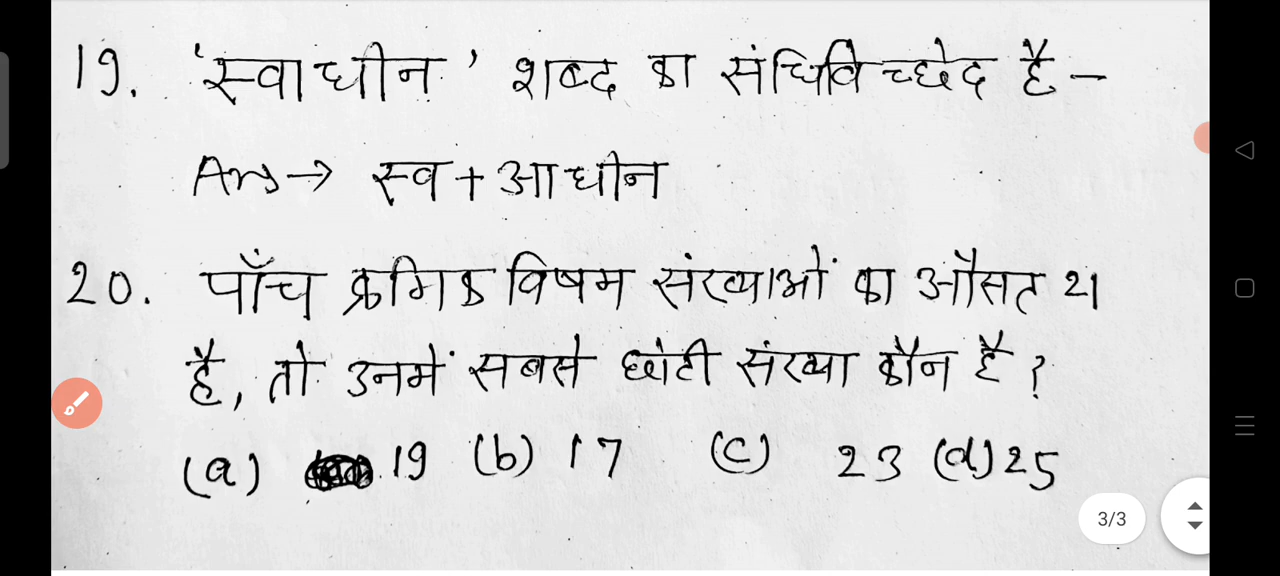 19. 'स्वाधीन' शब्द का संधिविच्छेद है –
Ans → स्व + आधीन
20. पाँच क्रमिक विषम संख्याओं का औसत 21
है, तो उनमें सबसे छोटी संख्या कौन है ?
(a) 19 (b) 17 (c) 23 (d) 25
3/3